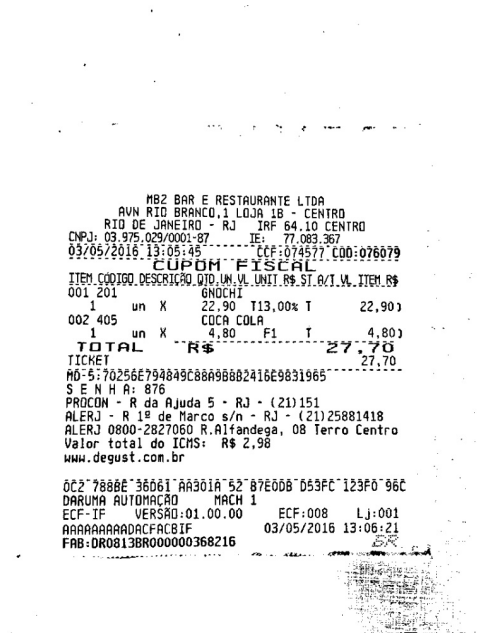 MB2 BAR E RESTAURANTE LTDA
AVN RIO BRANCO,1 LOJA 1B - CENTRO
RIO DE JANEIRO - RJ IRF 64.10 CENTRO
CNPJ: 03.975.029/0001-87 IE: 77.083.367
03/05/2016 13:05:45 CCF:074577 COO:076079
CUPOM FISCAL
ITEM CÓDIGO DESCRIÇÃO QTD.UN.VL UNIT R$ ST A/T VL ITEM R$
001 201 GNOCHI
1 un X 22,90 T13,00% T 22,90
002 405 COCA COLA
1 un X 4,80 F1 T 4,80
TOTAL R$ 27,70
TICKET 27,70
MD-5:70256E794849C88A9B8B2416E9831965
S E N H A: 876
PROCON - R da Ajuda 5 - RJ - (21)151
ALERJ - R 1º de Marco s/n - RJ - (21)25881418
ALERJ 0800-2827060 R.Alfandega, 08 Terro Centro
Valor total do ICMS: R$ 2,98
www.degust.com.br
0C2 788BE 36D61 AA301A 52 87E0DB D53FC 123F0 96C
DARUMA AUTOMAÇÃO MACH 1
ECF-IF VERSÃO:01.00.00 ECF:008 Lj:001
AAAAAAAAADACFACBIF 03/05/2016 13:06:21
FAB:DR0813BR000000368216 BR